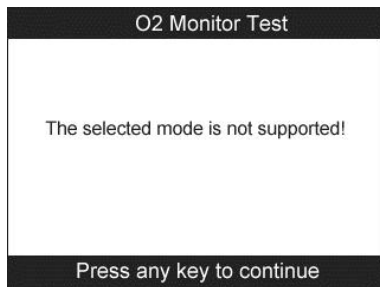 O2 Monitor Test
The selected mode is not supported!
Press any key to continue